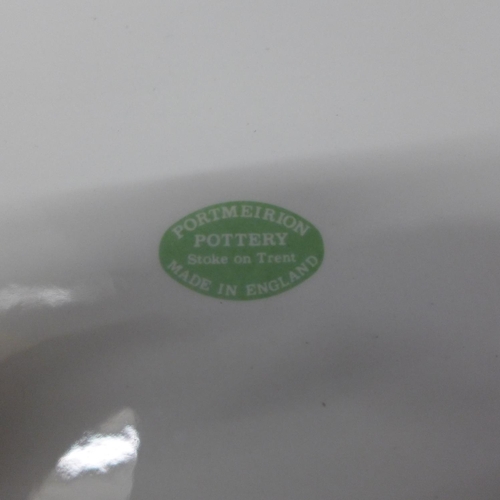 PORTMEIRION
POTTERY
Stoke on Trent
MADE IN ENGLAND